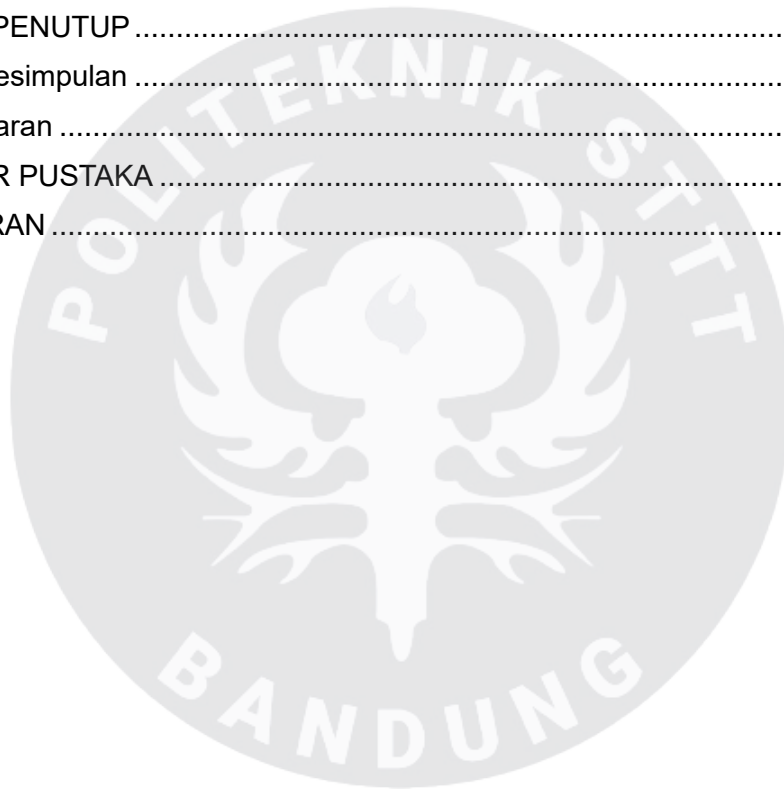 PENUTUP ........................................................................
esimpulan ........................................................................
aran ..................................................................................
R PUSTAKA .....................................................................
RAN ...................................................................................
POLITEKNIK STTT
BANDUNG